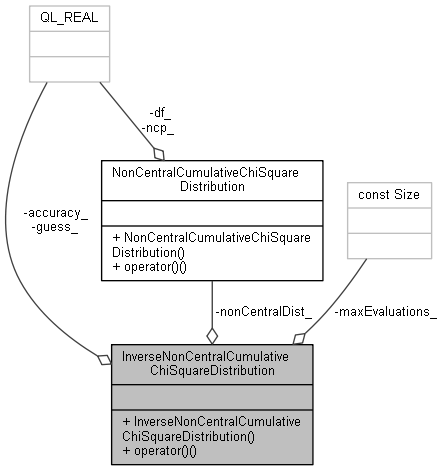 QL_REAL
-df_
-ncp_
NonCentralCumulativeChiSquare
Distribution
+ NonCentralCumulativeChiSquare
Distribution()
+ operator()()
const Size
-accuracy_
-guess_
-nonCentralDist_
-maxEvaluations_
InverseNonCentralCumulative
ChiSquareDistribution
+ InverseNonCentralCumulative
ChiSquareDistribution()
+ operator()()